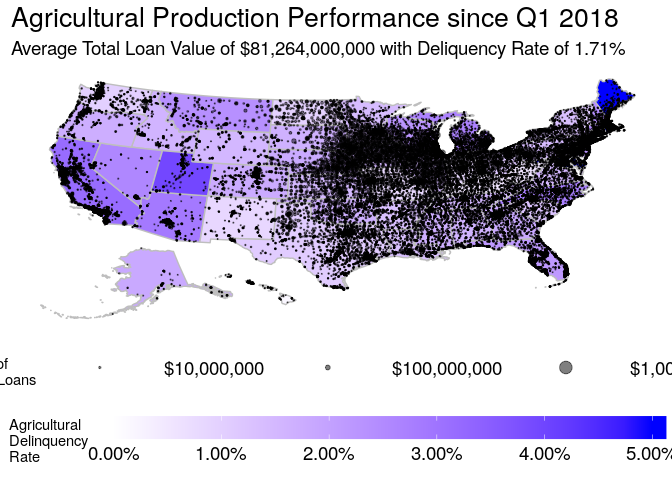 Agricultural Production Performance since Q1 2018
Average Total Loan Value of $81,264,000,000 with Deliquency Rate of 1.71%
of
Loans
$10,000,000
$100,000,000
$1,0
Agricultural
Delinquency
Rate
0.00%
1.00%
2.00%
3.00%
4.00%
5.00%